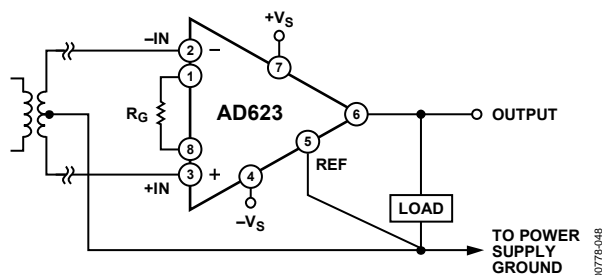 +VS
–IN
2
–
7
1
RG
AD623
6
OUTPUT
5
8
REF
3
+
4
+IN
LOAD
–VS
TO POWER
SUPPLY
GROUND
00778-048